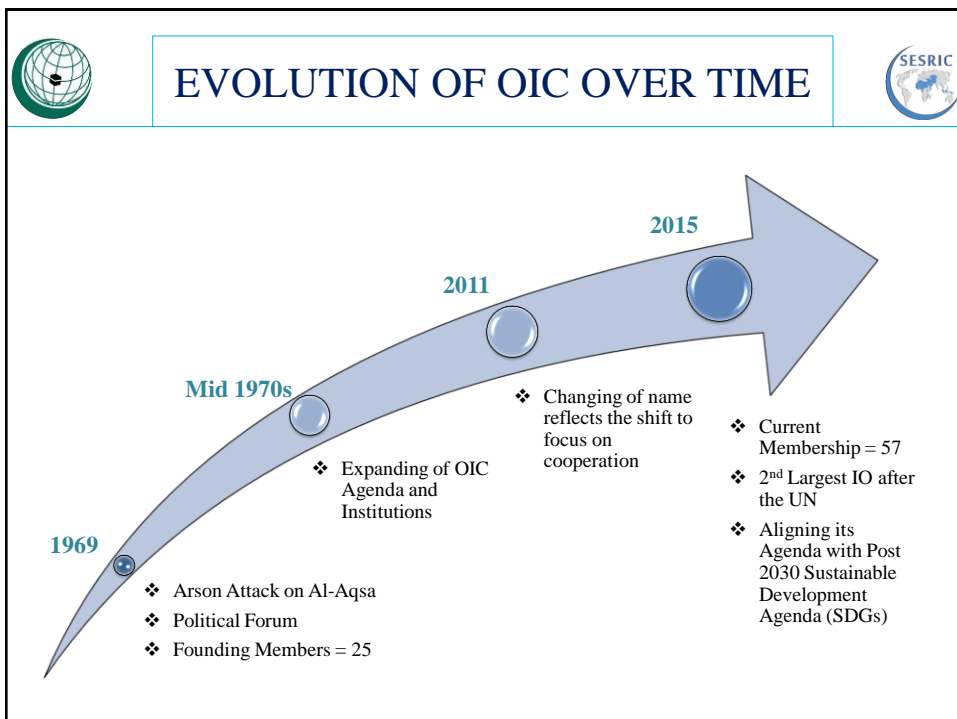 EVOLUTION OF OIC OVER TIME
SESRIC
1969
❖ Arson Attack on Al-Aqsa
❖ Political Forum
❖ Founding Members = 25
Mid 1970s
❖ Expanding of OIC
Agenda and
Institutions
2011
❖ Changing of name
reflects the shift to
focus on
cooperation
2015
❖ Current
Membership = 57
❖ 2nd Largest IO after
the UN
❖ Aligning its
Agenda with Post
2030 Sustainable
Development
Agenda (SDGs)